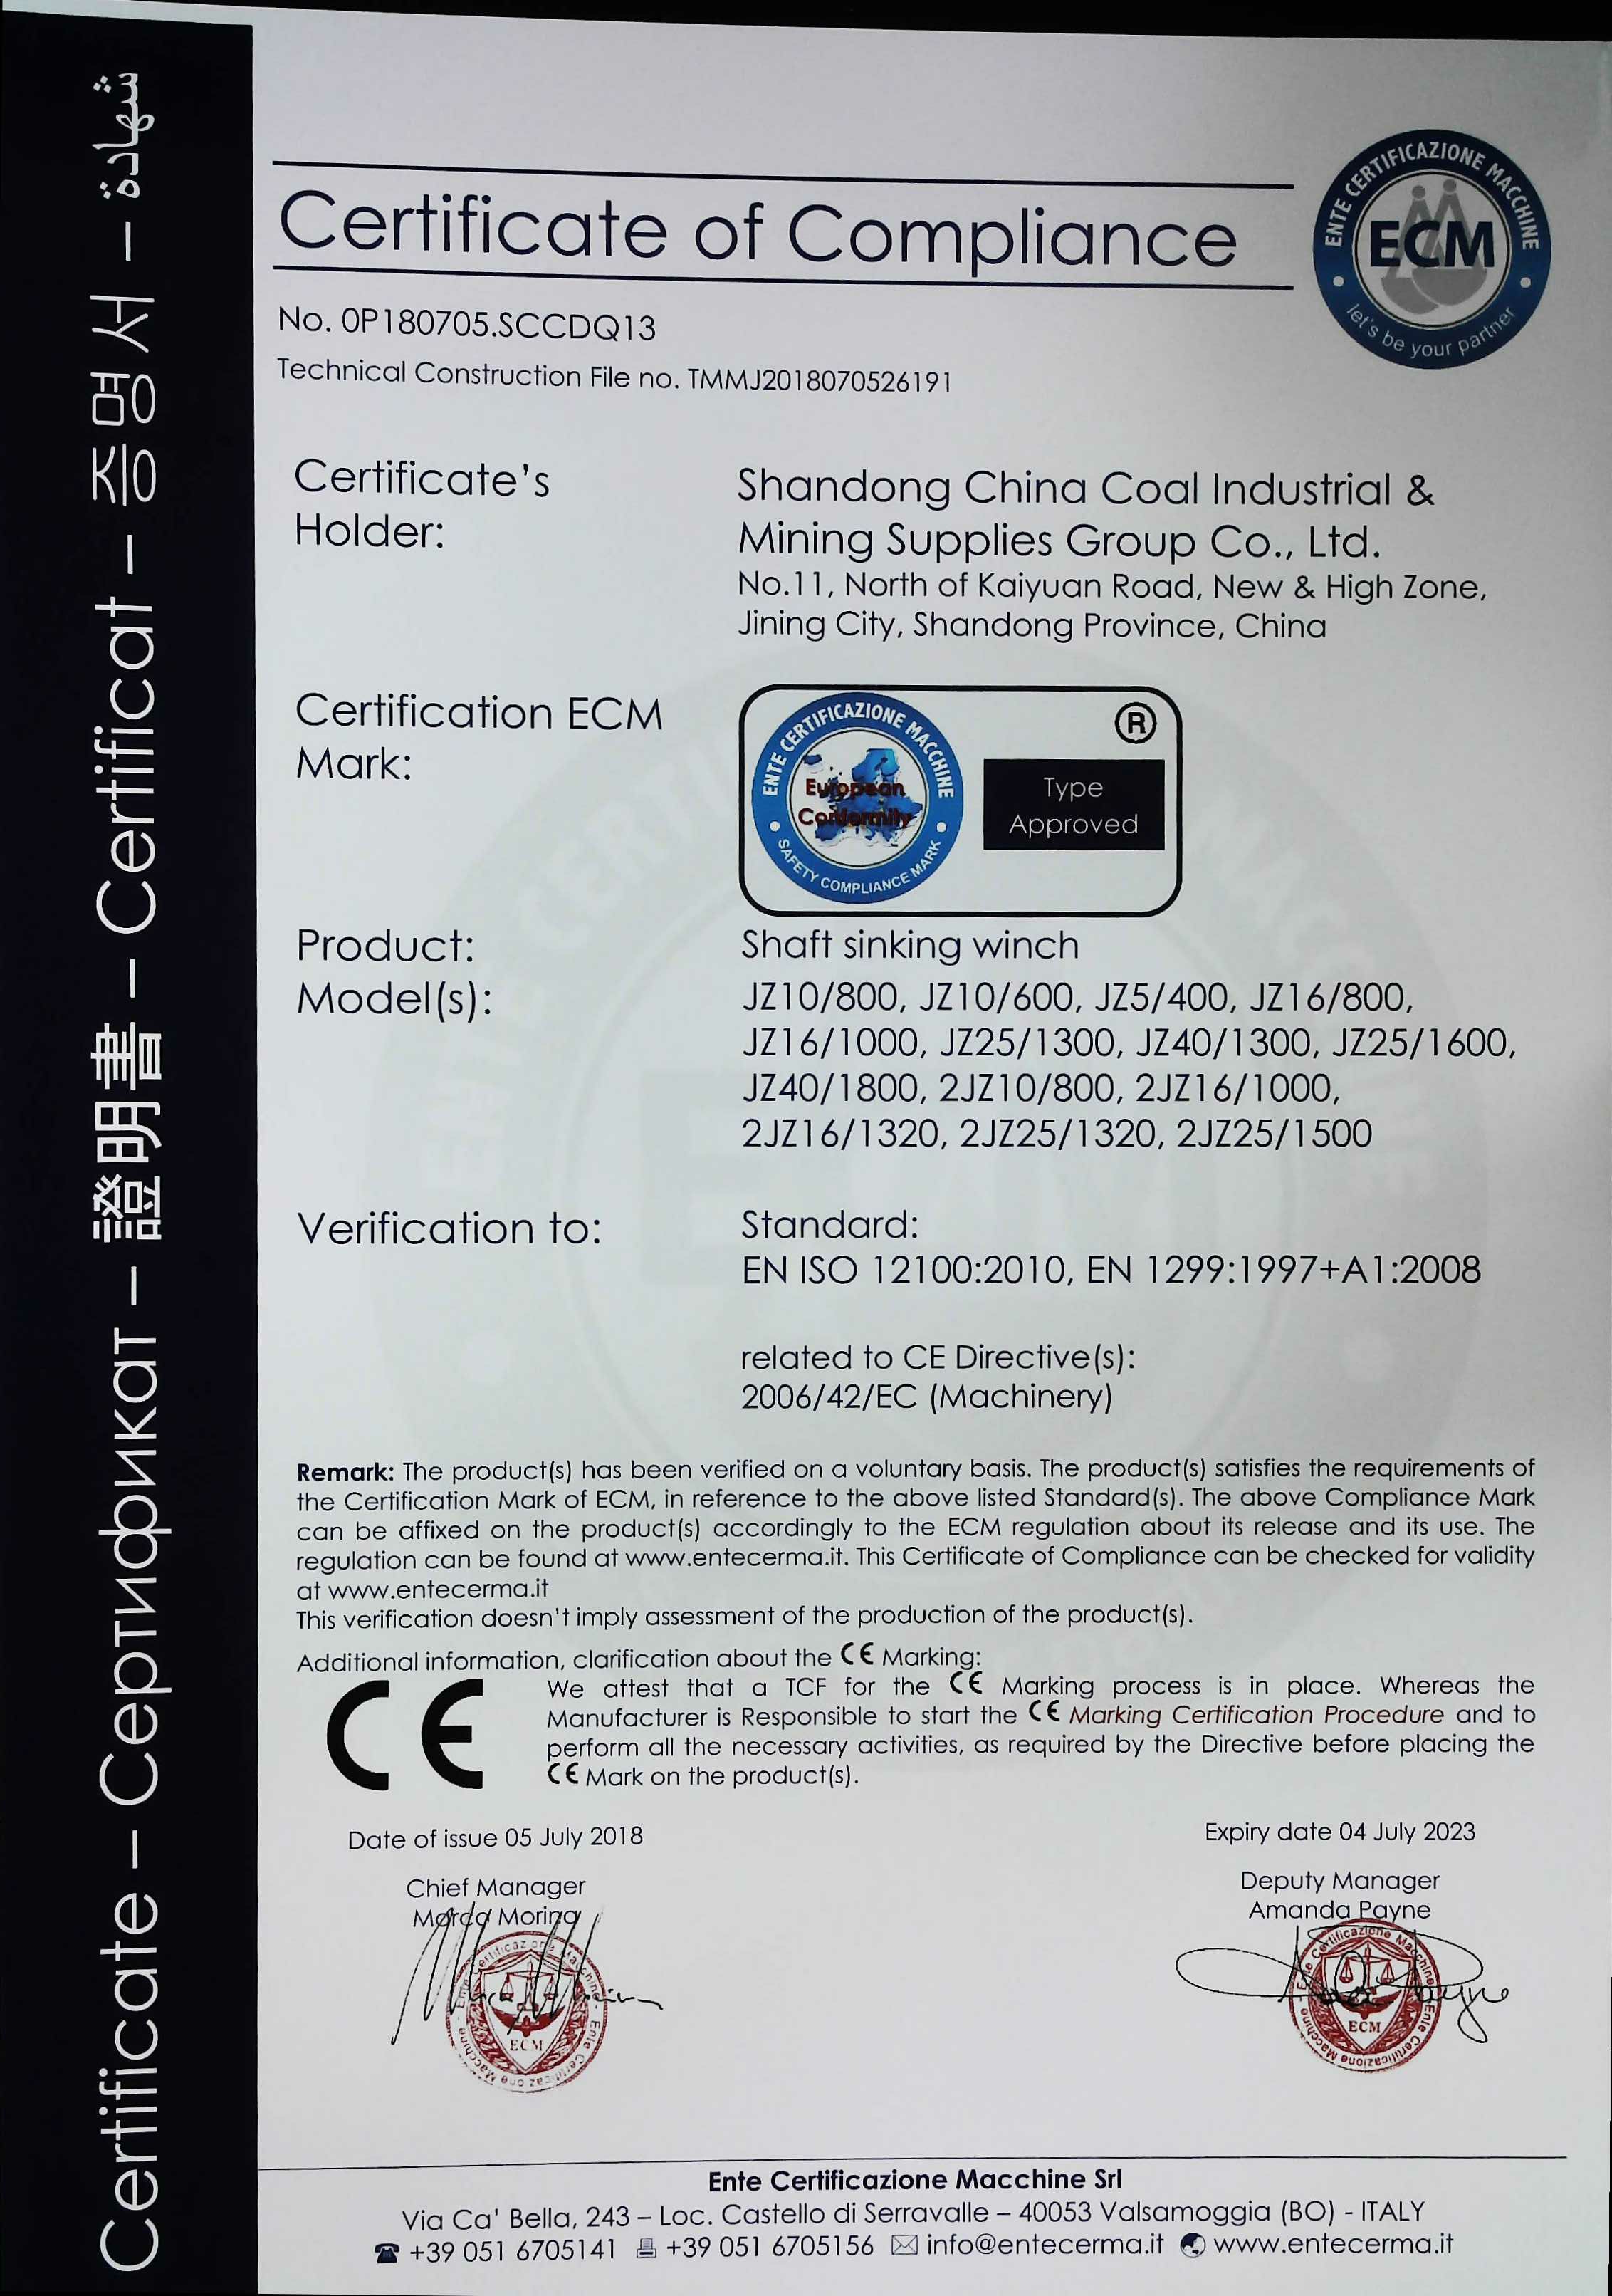 Certificate – Сертификат – 證明書 – Certificat – 증명서 – شهادة
ENTE CERTIFICAZIONE MACCHINE
ECM
let's be your partner
Certificate of Compliance
No. 0P180705.SCCDQ13
Technical Construction File no. TMMJ2018070526191
Certificate's
Holder:
Shandong China Coal Industrial &
Mining Supplies Group Co., Ltd.
No.11, North of Kaiyuan Road, New & High Zone,
Jining City, Shandong Province, China
Certification ECM
Mark:
ENTE CERTIFICAZIONE MACCHINE
European
Conformity
SAFETY COMPLIANCE MARK
®
Type
Approved
Product:
Shaft sinking winch
Model(s):
JZ10/800, JZ10/600, JZ5/400, JZ16/800,
JZ16/1000, JZ25/1300, JZ40/1300, JZ25/1600,
JZ40/1800, 2JZ10/800, 2JZ16/1000,
2JZ16/1320, 2JZ25/1320, 2JZ25/1500
Verification to:
Standard:
EN ISO 12100:2010, EN 1299:1997+A1:2008
related to CE Directive(s):
2006/42/EC (Machinery)
Remark: The product(s) has been verified on a voluntary basis. The product(s) satisfies the requirements of
the Certification Mark of ECM, in reference to the above listed Standard(s). The above Compliance Mark
can be affixed on the product(s) accordingly to the ECM regulation about its release and its use. The
regulation can be found at www.entecerma.it. This Certificate of Compliance can be checked for validity
at www.entecerma.it
This verification doesn't imply assessment of the production of the product(s).
Additional information, clarification about the CE Marking:
CE
We attest that a TCF for the CE Marking process is in place. Whereas the
Manufacturer is Responsible to start the CE Marking Certification Procedure and to
perform all the necessary activities, as required by the Directive before placing the
CE Mark on the product(s).
Date of issue 05 July 2018
Expiry date 04 July 2023
Chief Manager
Marco Morina
Deputy Manager
Amanda Payne
Ente Certificazione Macchine
ECM
Ente Certificazione Macchine
ECM
Ente Certificazione Macchine Srl
Via Ca' Bella, 243 – Loc. Castello di Serravalle – 40053 Valsamoggia (BO) - ITALY
+39 051 6705141 +39 051 6705156 info@entecerma.it www.entecerma.it